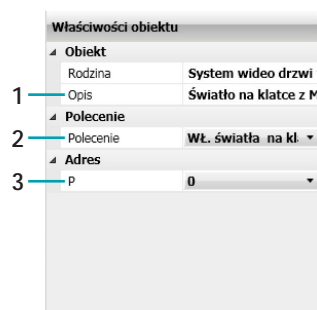 Właściwości obiektu
Obiekt
Rodzina System wideo drzwi
1 Opis Światło na klatce z M
Polecenie
2 Polecenie WŁ. światła na kl
Adres
3 P 0